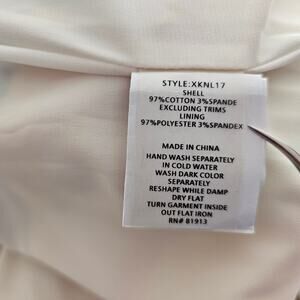 STYLE:XKNL17
SHELL
97%COTTON 3%SPANDE
EXCLUDING TRIMS
LINING
97%POLYESTER 3%SPANDEX
MADE IN CHINA
HAND WASH SEPARATELY
IN COLD WATER
WASH DARK COLOR
SEPARATELY
RESHAPE WHILE DAMP
DRY FLAT
TURN GARMENT INSIDE
OUT FLAT IRON
RN# 81913